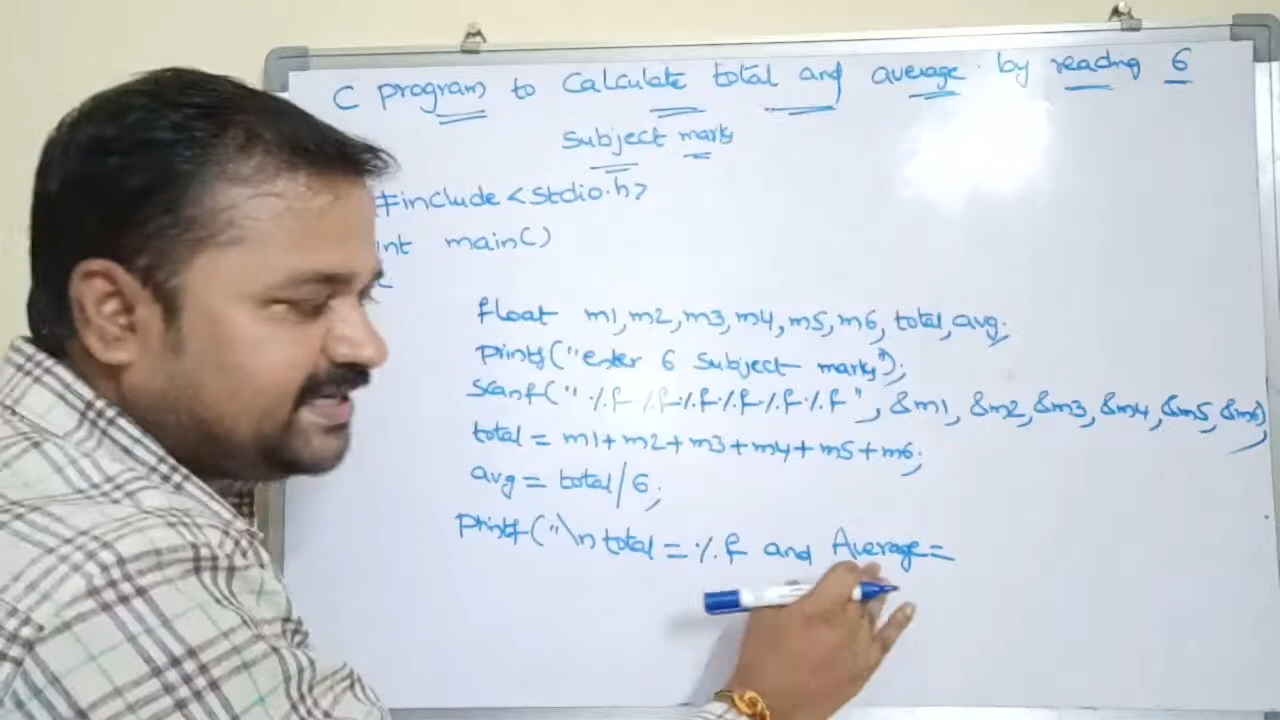 C program to Calculate total and average by reading 6
Subject marks
#include <stdio.h>
int main()
{
float m1, m2, m3, m4, m5, m6, total, avg;
printf("enter 6 Subject marks");
Scanf("%f %f %f %f %f %f", &m1, &m2, &m3, &m4, &m5, &m6);
total = m1+m2+m3+m4+m5+m6;
avg = total/6;
printf("\n total = %f and Average=